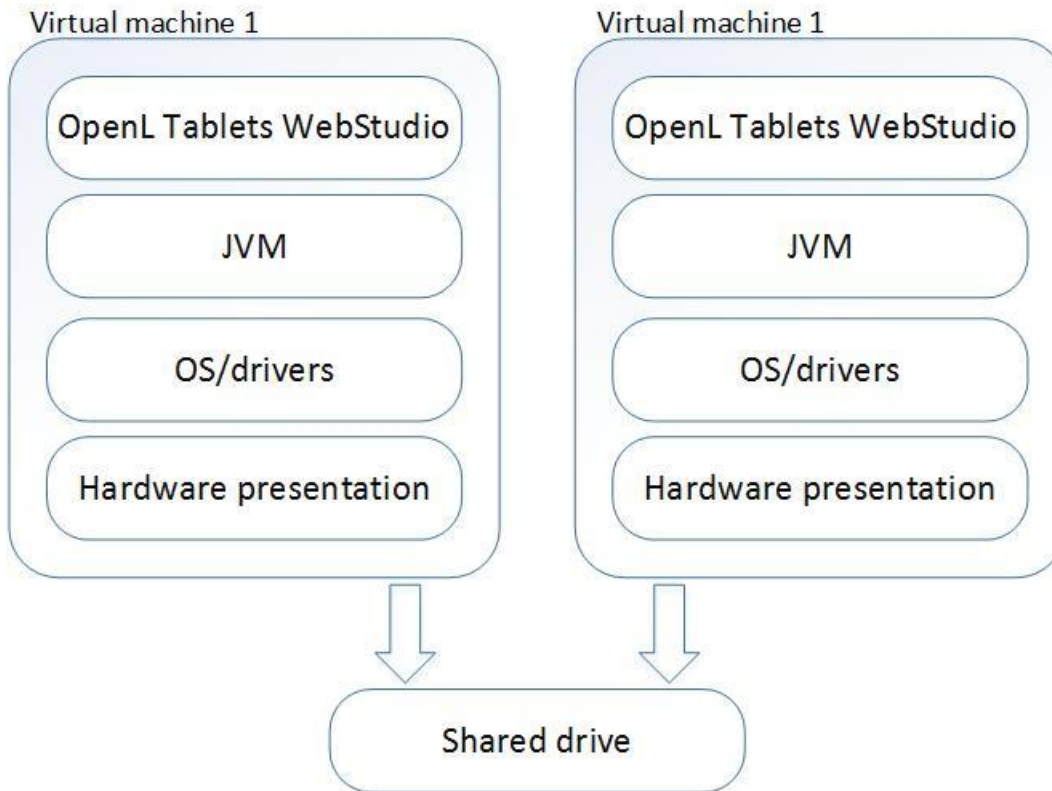 Virtual machine 1
OpenL Tablets WebStudio
JVM
OS/drivers
Hardware presentation
Virtual machine 1
OpenL Tablets WebStudio
JVM
OS/drivers
Hardware presentation
Shared drive